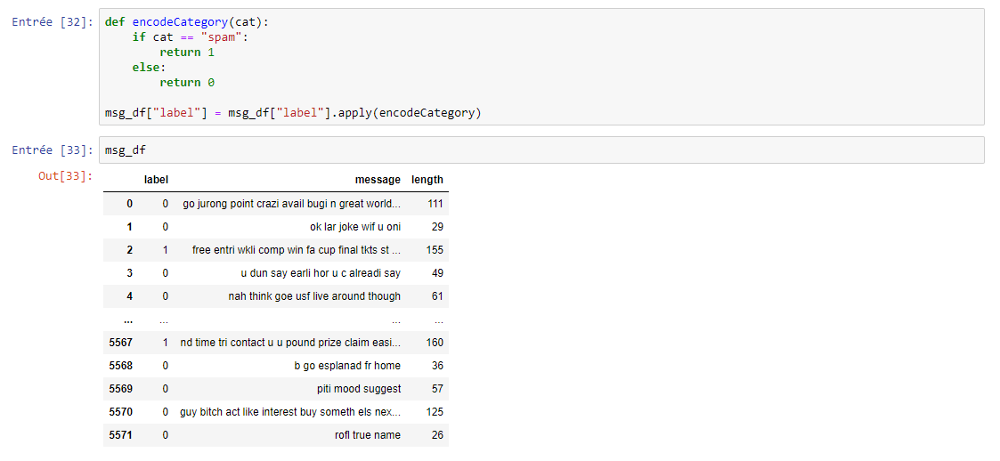 Entrée [32]: def encodeCategory(cat):
if cat == "spam":
return 1
else:
return 0
msg_df["label"] = msg_df["label"].apply(encodeCategory)
Entrée [33]: msg_df
Out[33]:
label message length
0 0 go jurong point crazi avail bugi n great world... 111
1 0 ok lar joke wif u oni 29
2 1 free entri wkli comp win fa cup final tkts st ... 155
3 0 u dun say earli hor u c alreadi say 49
4 0 nah think goe usf live around though 61
... ... ... ...
5567 1 nd time tri contact u u pound prize claim easi... 160
5568 0 b go esplanad fr home 36
5569 0 piti mood suggest 57
5570 0 guy bitch act like interest buy someth els nex... 125
5571 0 rofl true name 26